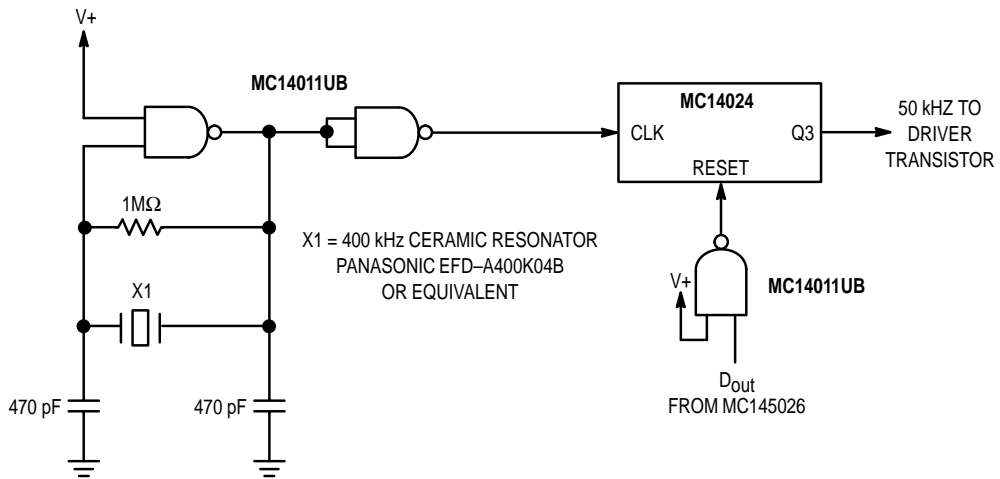 V+
MC14011UB
MC14024
CLK
Q3
RESET
50 kHZ TO
DRIVER
TRANSISTOR
1MΩ
X1 = 400 kHz CERAMIC RESONATOR
PANASONIC EFD–A400K04B
OR EQUIVALENT
X1
V+
MC14011UB
470 pF
470 pF
Dout
FROM MC145026